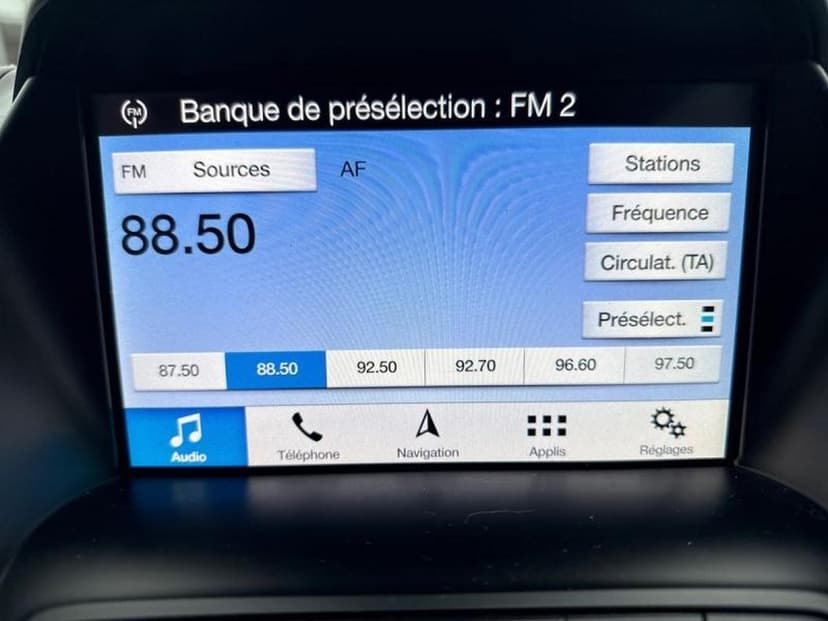 FM
Banque de présélection : FM 2
FM Sources
AF
Stations
88.50
Fréquence
Circulat. (TA)
Présélect.
87.50 88.50 92.50 92.70 96.60 97.50
Audio Téléphone Navigation Applis Réglages